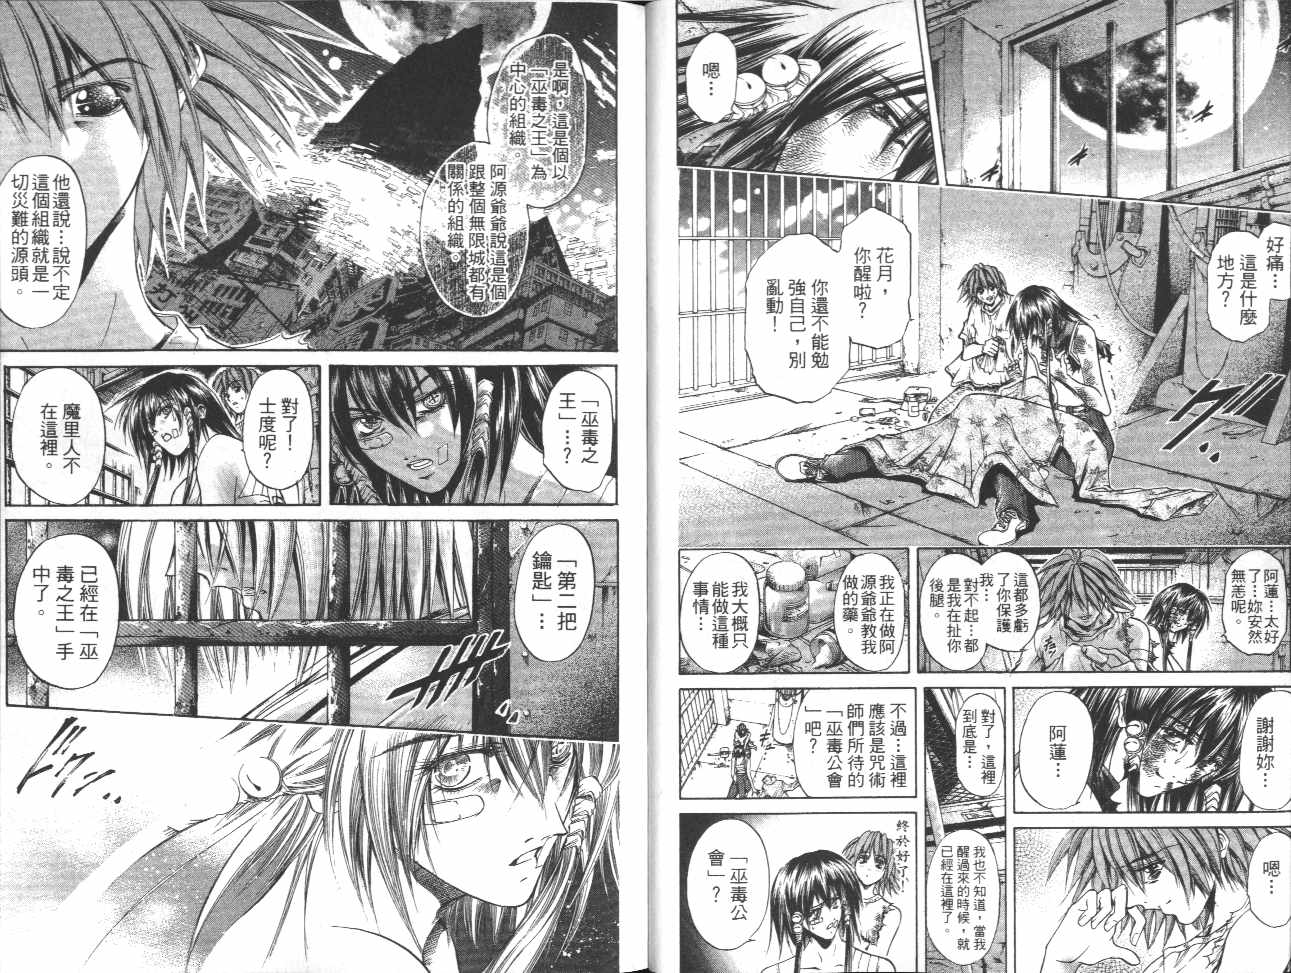 嗯…
好痛…
這是什麼
地方？
花月，
你醒啦？
你還不能勉
強自己，別
亂動！
阿蓮…太好
了…妳安然
無恙呢。
這都多虧
了你保護
我…
對不起…都
是我在扯你
後腿。
我正在做阿
源爺爺教我
做的藥。
我大概只
能做這種
事情…
謝謝妳…
阿蓮…
對了，這裡
到底是…
不過…這裡
應該是咒術
師們所待的
「巫毒公會
」吧？
嗯…
我也不知道，當我
醒過來的時候，就
已經在這裡了。
終於好了！
「巫毒公
會」？
是啊，這是個以
「巫毒之王」為
中心的組織。
阿源爺爺說這是個
跟整個無限城都有
關係的組織。
他還說…說不定
這個組織就是一
切災難的源頭。
「巫毒之
王」…？
對了！
士度呢？
魔里人不
在這裡。
「第二把
鑰匙」…
已經在「巫
毒之王」手
中了。
ドクン…